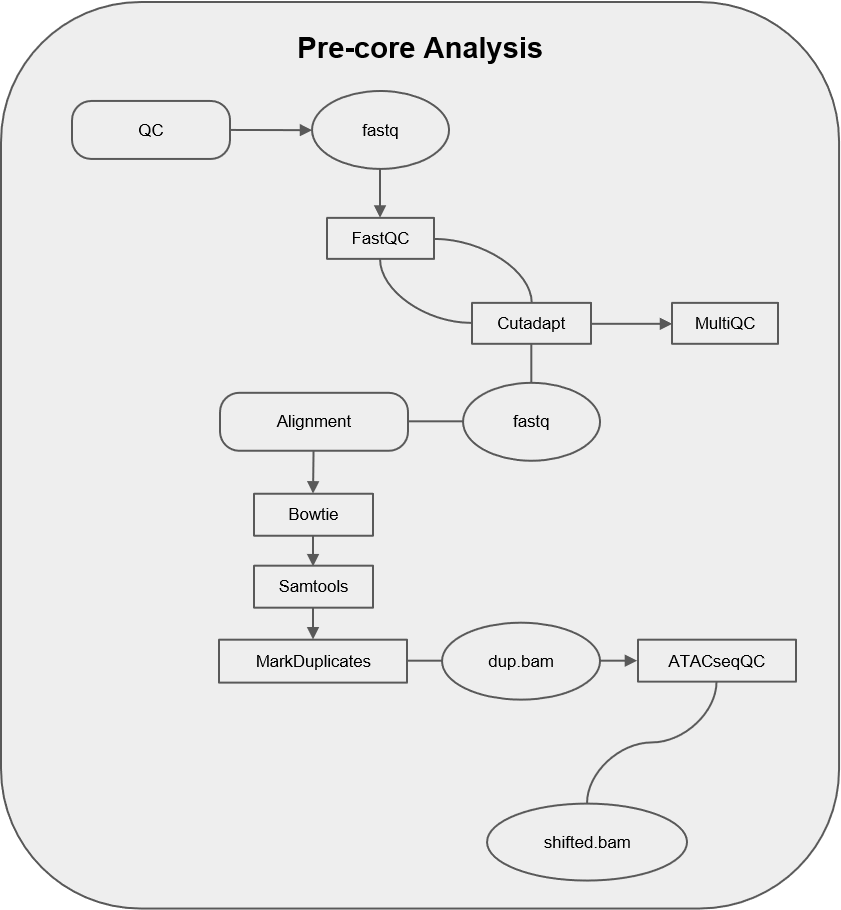 Pre-core Analysis
QC
fastq
FastQC
Cutadapt
MultiQC
Alignment
fastq
Bowtie
Samtools
MarkDuplicates
dup.bam
ATACseqQC
shifted.bam